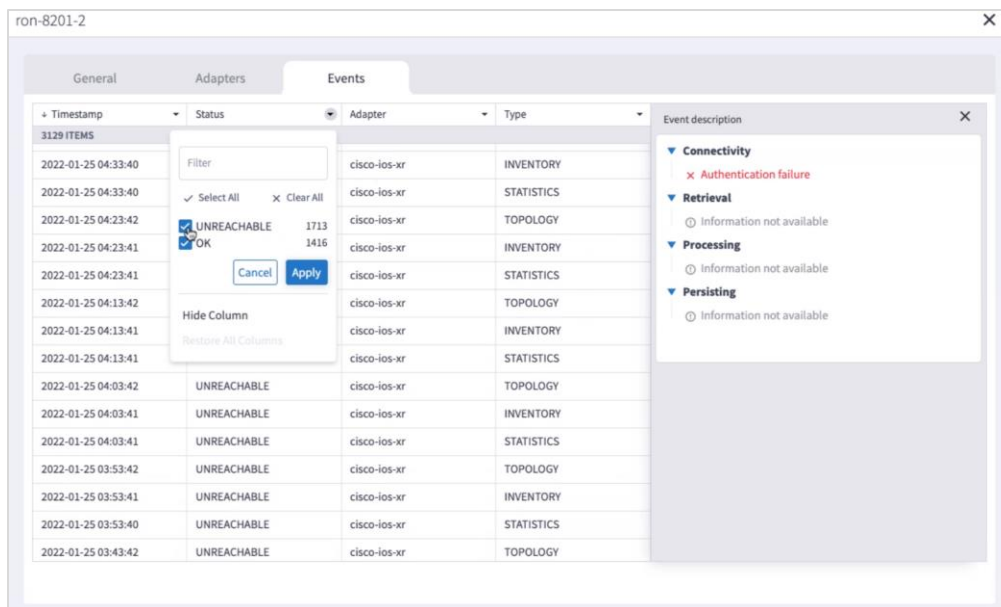 ron-8201-2
General Adapters Events
Timestamp Status Adapter Type
3129 ITEMS
2022-01-25 04:33:40 cisco-ios-xr INVENTORY
2022-01-25 04:33:40 cisco-ios-xr STATISTICS
2022-01-25 04:23:42 cisco-ios-xr TOPOLOGY
2022-01-25 04:23:41 cisco-ios-xr INVENTORY
2022-01-25 04:23:41 cisco-ios-xr STATISTICS
2022-01-25 04:13:42 cisco-ios-xr TOPOLOGY
2022-01-25 04:13:41 cisco-ios-xr INVENTORY
2022-01-25 04:13:41 cisco-ios-xr STATISTICS
2022-01-25 04:03:42 UNREACHABLE cisco-ios-xr TOPOLOGY
2022-01-25 04:03:41 UNREACHABLE cisco-ios-xr INVENTORY
2022-01-25 04:03:41 UNREACHABLE cisco-ios-xr STATISTICS
2022-01-25 03:53:42 UNREACHABLE cisco-ios-xr TOPOLOGY
2022-01-25 03:53:41 UNREACHABLE cisco-ios-xr INVENTORY
2022-01-25 03:53:40 UNREACHABLE cisco-ios-xr STATISTICS
2022-01-25 03:43:42 UNREACHABLE cisco-ios-xr TOPOLOGY
Filter
Select All Clear All
UNREACHABLE 1713
OK 1416
Cancel Apply
Hide Column
Restore All Columns
Event description
Connectivity
Authentication failure
Retrieval
Information not available
Processing
Information not available
Persisting
Information not available